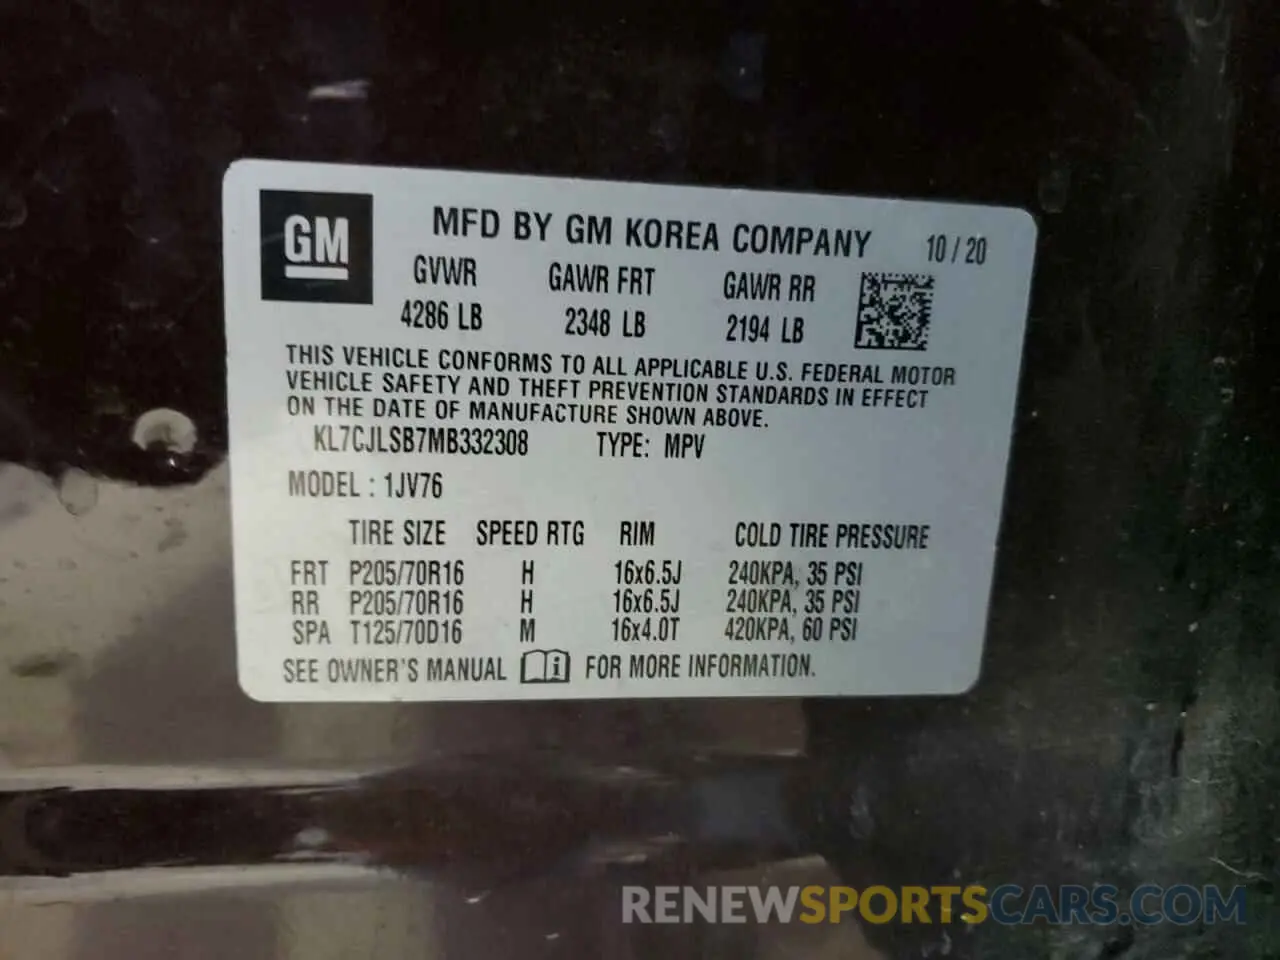 GM
MFD BY GM KOREA COMPANY 10 / 20
GVWR GAWR FRT GAWR RR
4286 LB 2348 LB 2194 LB
THIS VEHICLE CONFORMS TO ALL APPLICABLE U.S. FEDERAL MOTOR
VEHICLE SAFETY AND THEFT PREVENTION STANDARDS IN EFFECT
ON THE DATE OF MANUFACTURE SHOWN ABOVE.
KL7CJLSB7MB332308 TYPE: MPV
MODEL : 1JV76
TIRE SIZE SPEED RTG RIM COLD TIRE PRESSURE
FRT P205/70R16 H 16x6.5J 240KPA, 35 PSI
RR P205/70R16 H 16x6.5J 240KPA, 35 PSI
SPA T125/70D16 M 16x4.0T 420KPA, 60 PSI
SEE OWNER'S MANUAL i FOR MORE INFORMATION.
RENEWSPORTSCARS.COM